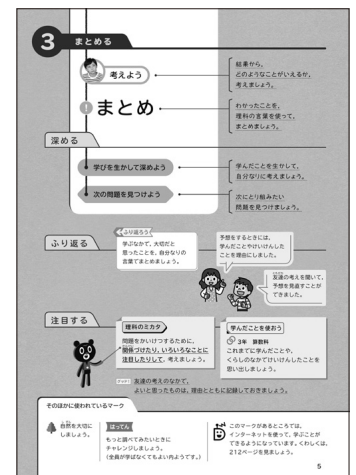 3 まとめる
考えよう
結果から、
どのようなことがいえるか、
考えましょう。
まとめ
わかったことを、
理科の言葉を使って、
まとめましょう。
深める
学びを生かして深めよう
学んだことを生かして、
自分なりに考えましょう。
次の問題を見つけよう
次にとり組みたい
問題を見つけましょう。
ふり返る
ふり返ろう
学ぶなかで、大切だと
思ったことを、自分なりの
言葉でまとめましょう。
予想をするときには、
学んだことやけいけんした
ことを理由にしました。
友達の考えを聞いて、
予想を見直すことが
できました。
注目する
理科のミカタ
問題をかいけつするために、
関係づけたり、いろいろなことに
注目したりして、考えましょう。
学んだことを使おう
3年 算数科
これまでに学んだことや、
くらしのなかでけいけんしたことを
思い出しましょう。
友達の考えのなかで、
よいと思ったものは、理由とともに記録しておきましょう。
そのほかに使われているマーク
自然を大切に
しましょう。
はってん
もっと調べてみたいときに
チャレンジしましょう。
(全員が学ばなくてもよい内ようです。)
このマークがあるところでは、
インターネットを使って、学ぶことが
できるようになっています。くわしくは、
212ページを見ましょう。
5